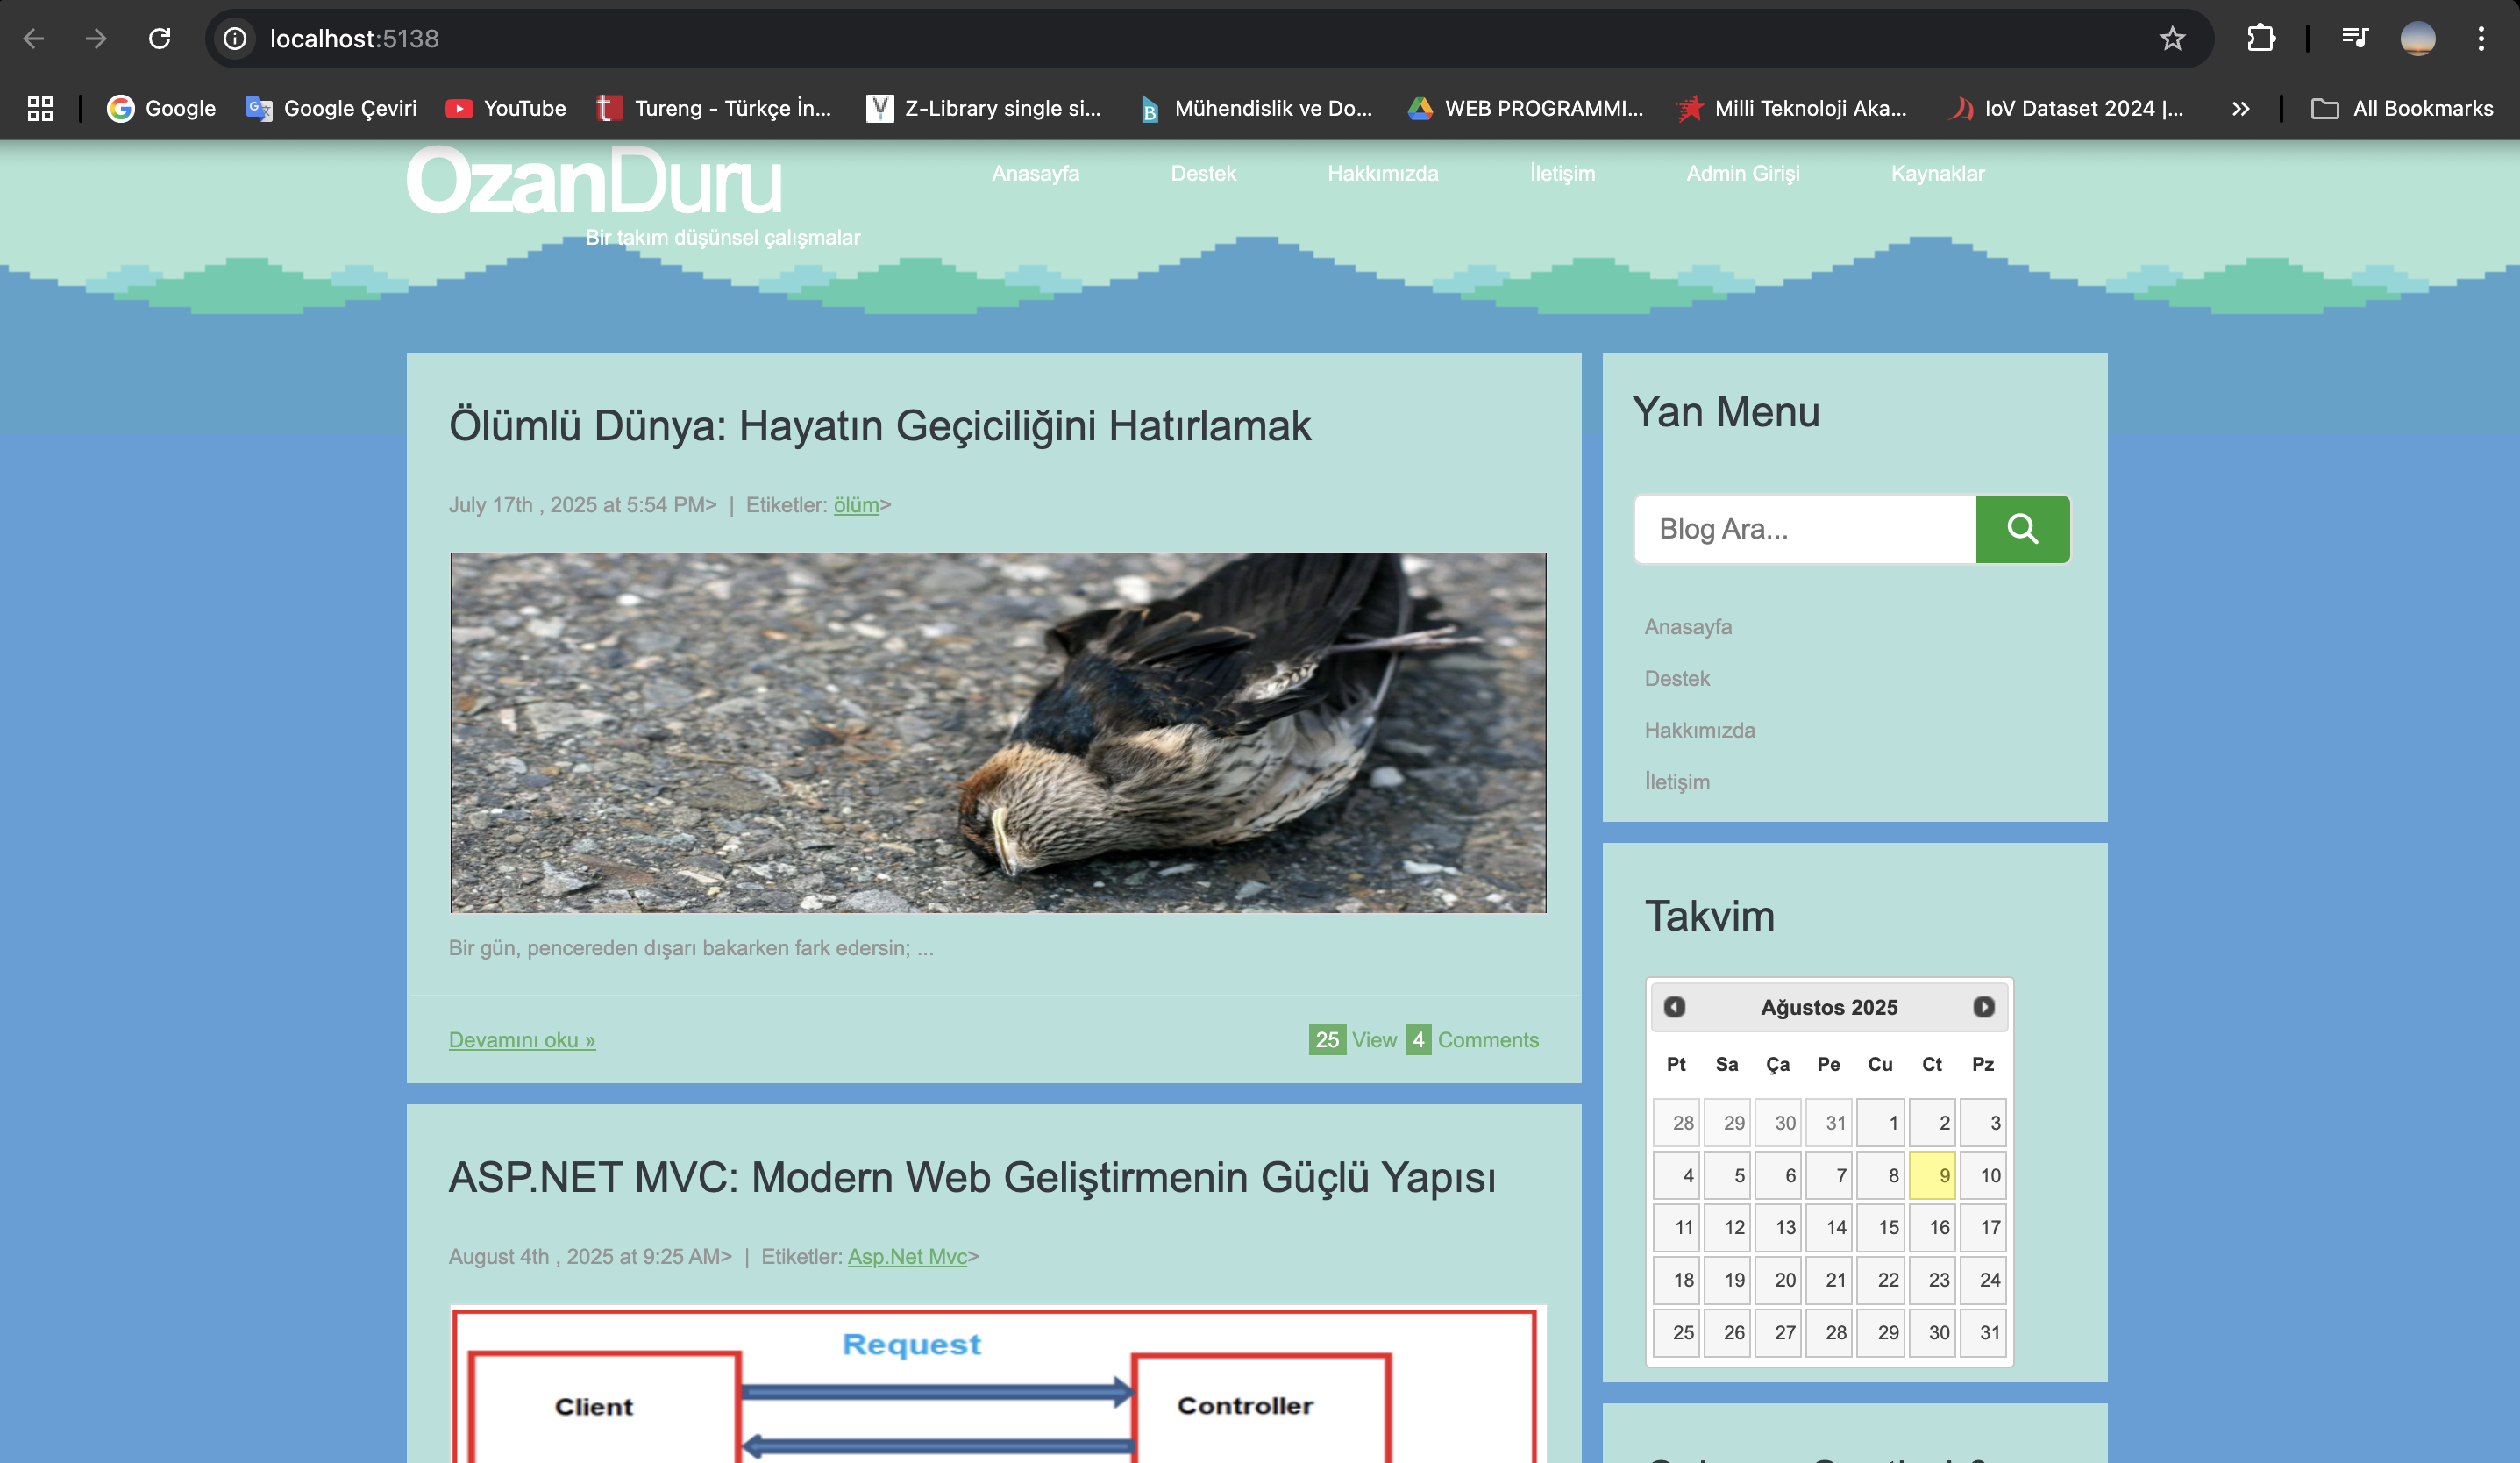 localhost:5138
Google
Google Çeviri
YouTube
Tureng - Türkçe İn...
Z-Library single si...
Mühendislik ve Do...
WEB PROGRAMMI...
Milli Teknoloji Aka...
IoV Dataset 2024 |...
All Bookmarks
OzanDuru
Bir takım düşünsel çalışmalar
Anasayfa
Destek
Hakkımızda
İletişim
Admin Girişi
Kaynaklar
Ölümlü Dünya: Hayatın Geçiciliğini Hatırlamak
July 17th , 2025 at 5:54 PM> | Etiketler: ölüm>
Bir gün, pencereden dışarı bakarken fark edersin; ...
Devamını oku »
25 View 4 Comments
ASP.NET MVC: Modern Web Geliştirmenin Güçlü Yapısı
August 4th , 2025 at 9:25 AM> | Etiketler: Asp.Net Mvc>
Request
Client
Controller
Yan Menu
Blog Ara...
Anasayfa
Destek
Hakkımızda
İletişim
Takvim
Ağustos 2025
Pt Sa Ça Pe Cu Ct Pz
28 29 30 31 1 2 3
4 5 6 7 8 9 10
11 12 13 14 15 16 17
18 19 20 21 22 23 24
25 26 27 28 29 30 31